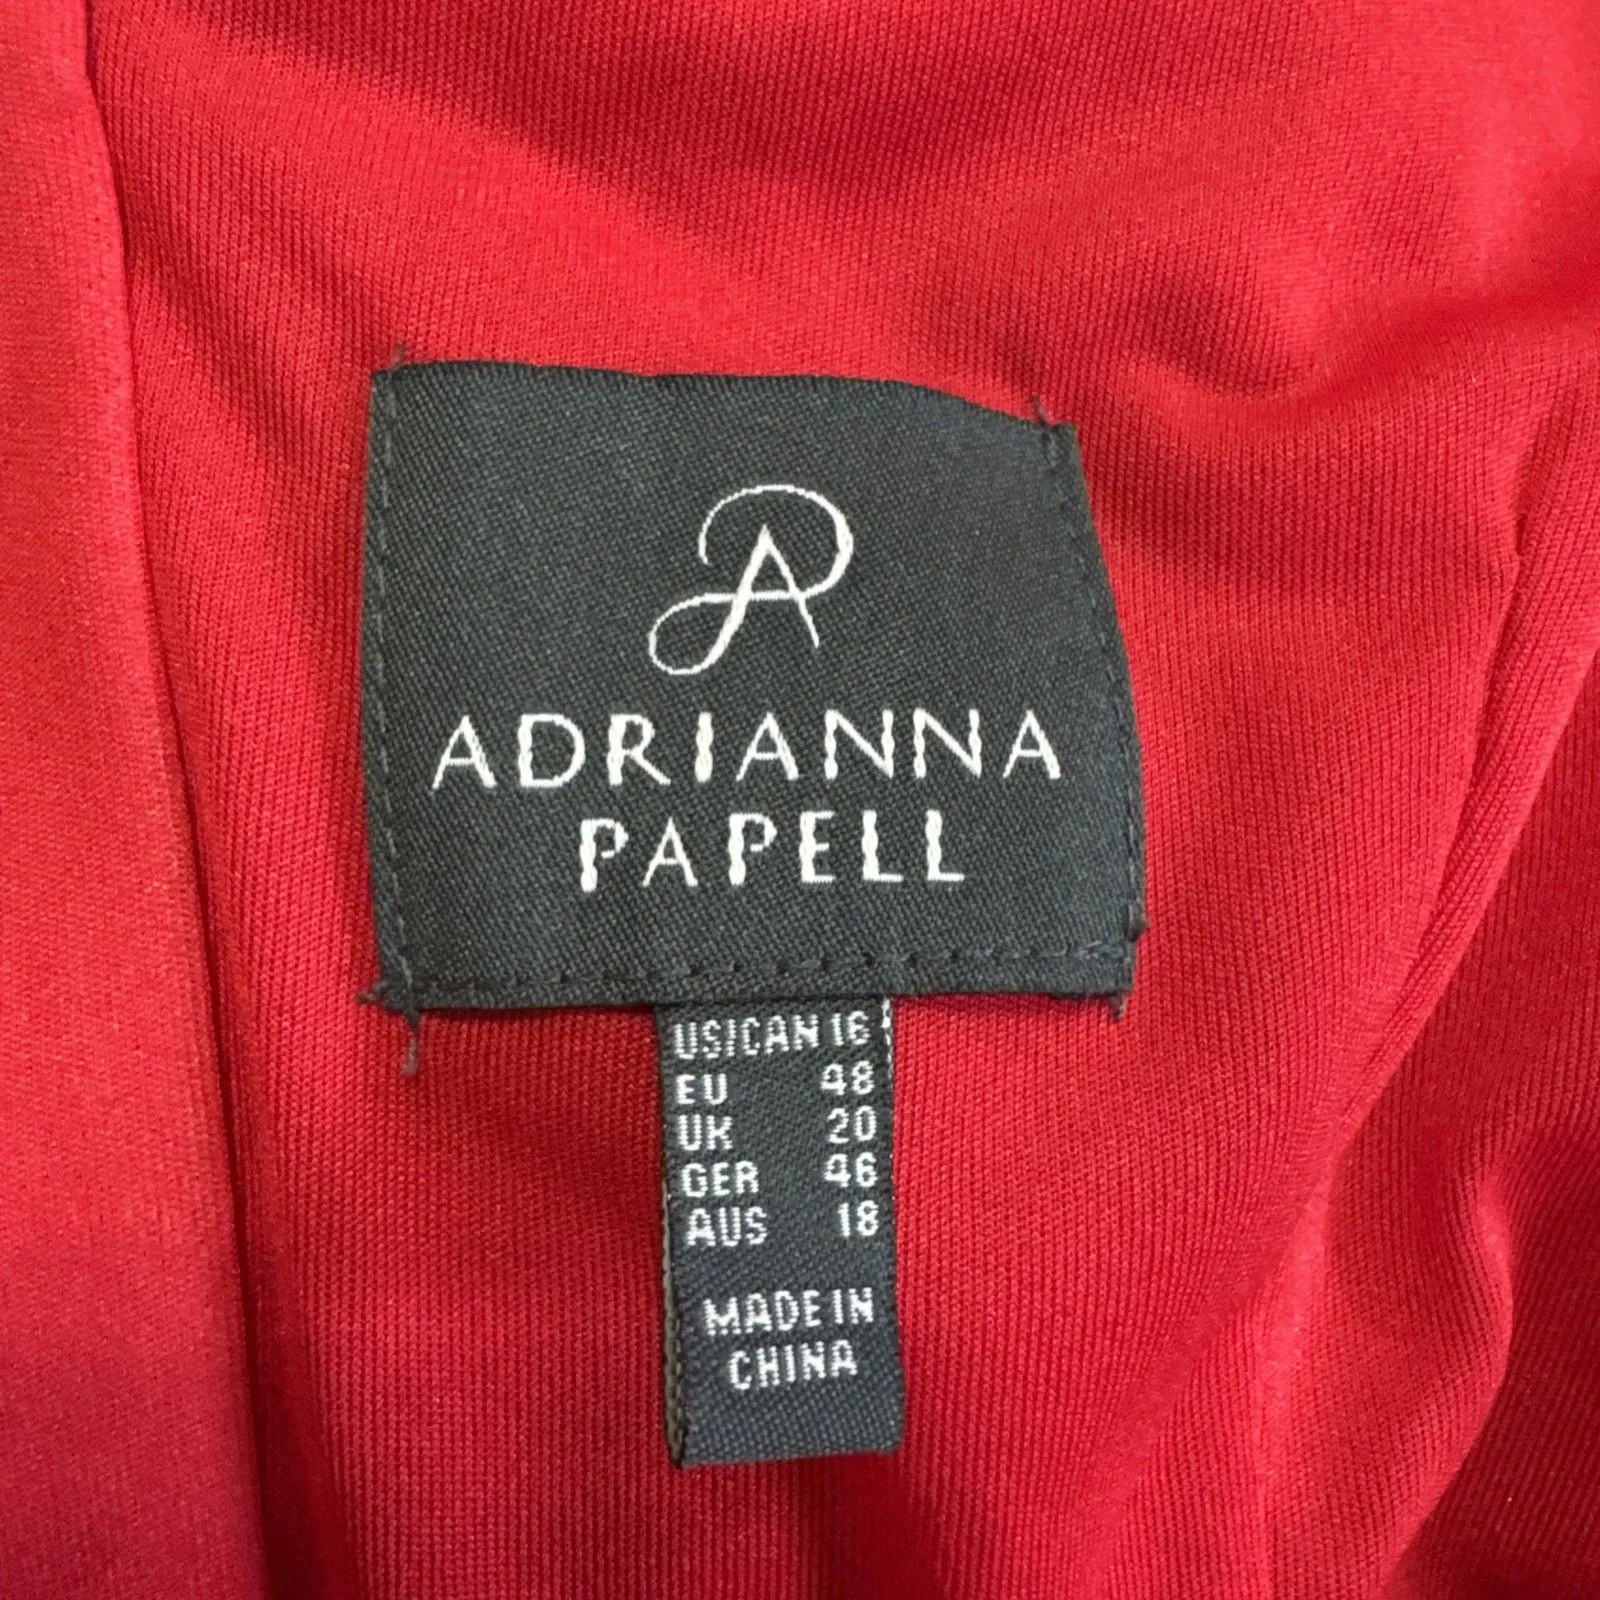 AP
ADRIANNA
PAPELL
US/CAN 16
EU 48
UK 20
GER 46
AUS 18
MADE IN
CHINA